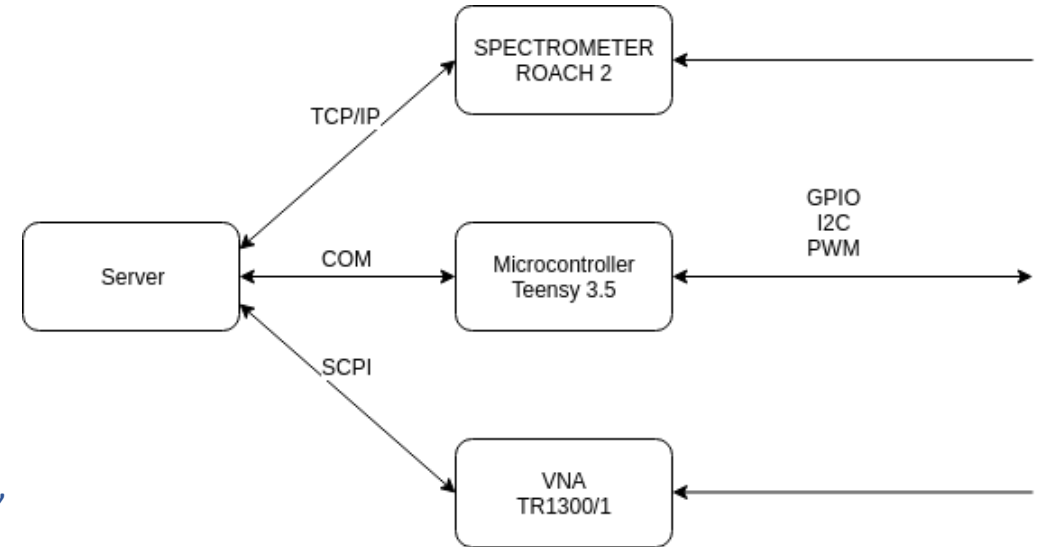 SPECTROMETER
ROACH 2
TCP/IP
GPIO
I2C
PWM
Server
COM
Microcontroller
Teensy 3.5
SCPI
VNA
TR1300/1
,